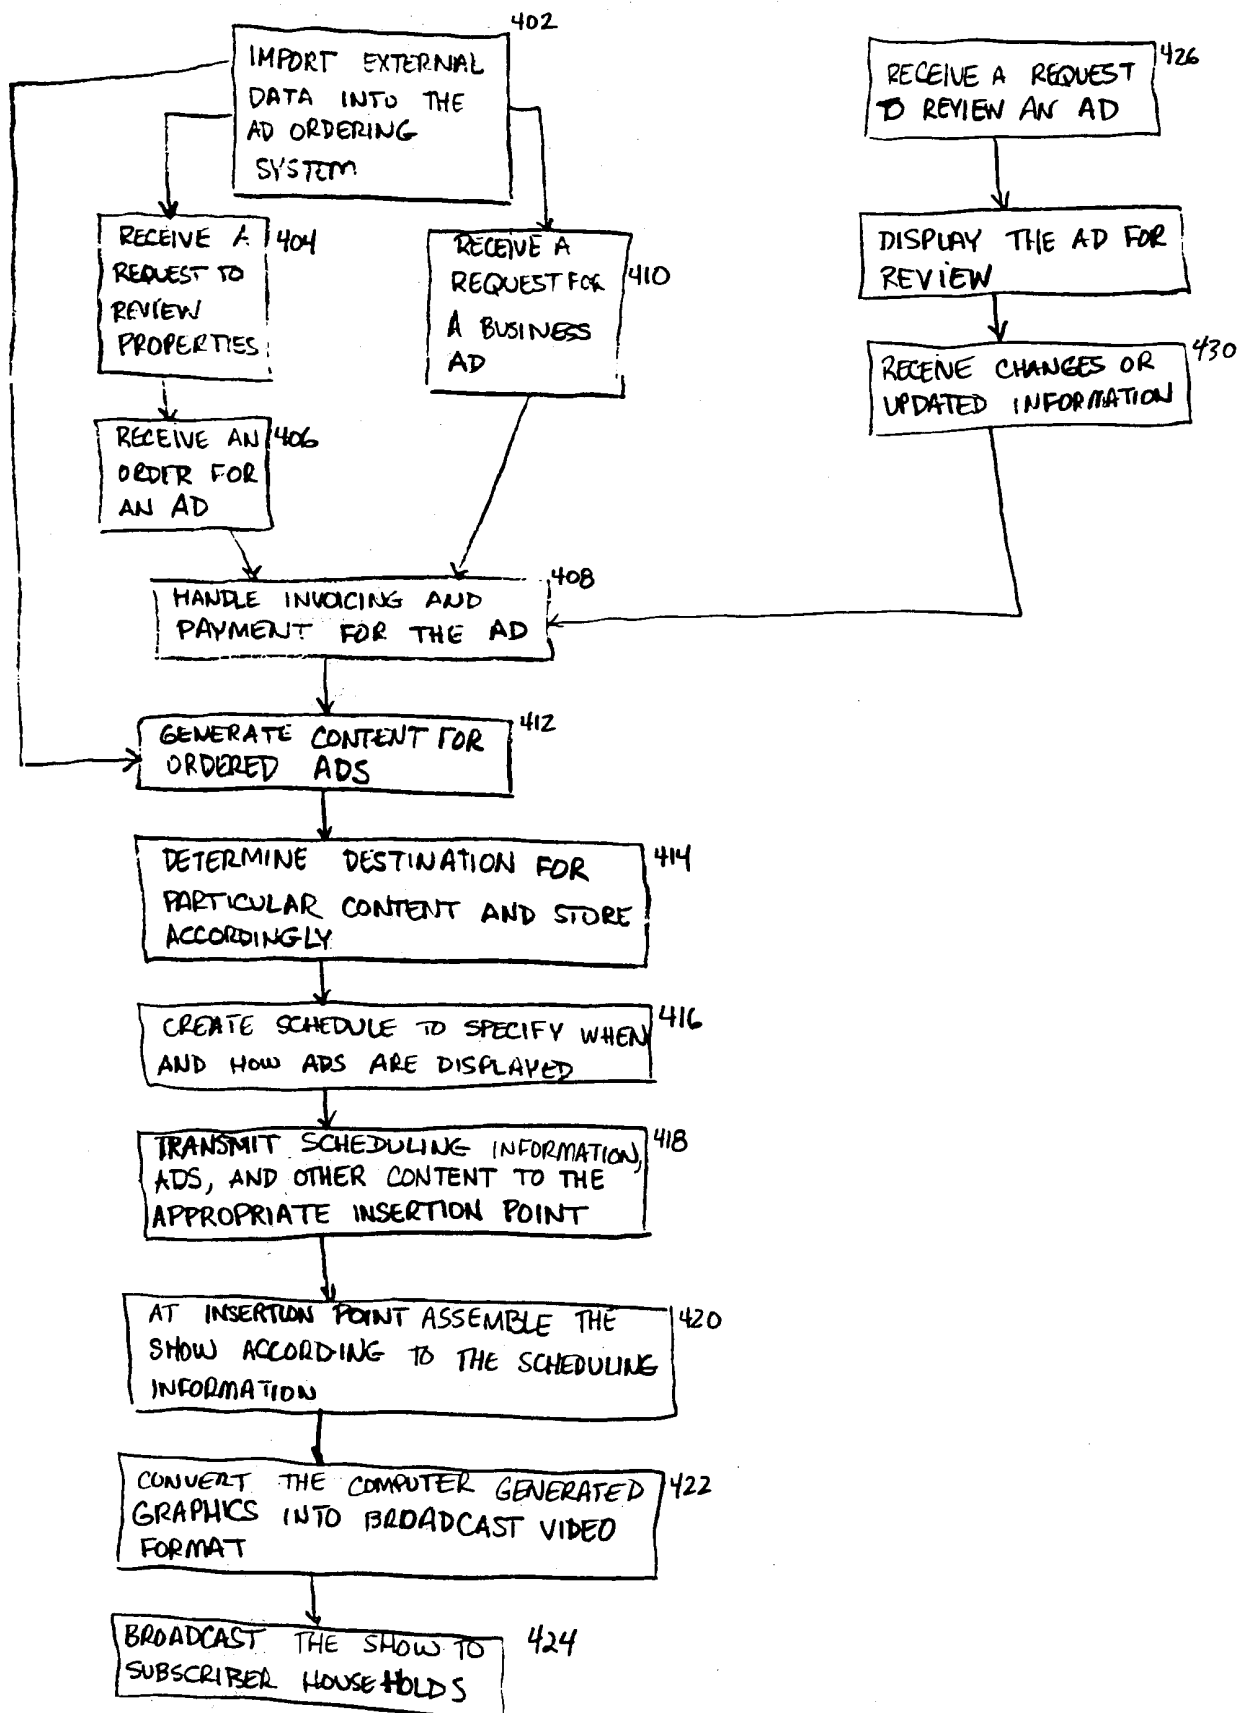 402
IMPORT EXTERNAL
DATA INTO THE
AD ORDERING
SYSTEM
426
RECEIVE A REQUEST
TO REVIEW AN AD
404
RECEIVE A
REQUEST TO
REVIEW
PROPERTIES
410
RECEIVE A
REQUEST FOR
A BUSINESS
AD
DISPLAY THE AD FOR
REVIEW
430
RECEIVE CHANGES OR
UPDATED INFORMATION
406
RECEIVE AN
ORDER FOR
AN AD
408
HANDLE INVOICING AND
PAYMENT FOR THE AD
412
GENERATE CONTENT FOR
ORDERED ADS
414
DETERMINE DESTINATION FOR
PARTICULAR CONTENT AND STORE
ACCORDINGLY
416
CREATE SCHEDULE TO SPECIFY WHEN
AND HOW ADS ARE DISPLAYED
418
TRANSMIT SCHEDULING INFORMATION,
ADS, AND OTHER CONTENT TO THE
APPROPRIATE INSERTION POINT
420
AT INSERTION POINT ASSEMBLE THE
SHOW ACCORDING TO THE SCHEDULING
INFORMATION
422
CONVERT THE COMPUTER GENERATED
GRAPHICS INTO BROADCAST VIDEO
FORMAT
424
BROADCAST THE SHOW TO
SUBSCRIBER HOUSEHOLDS